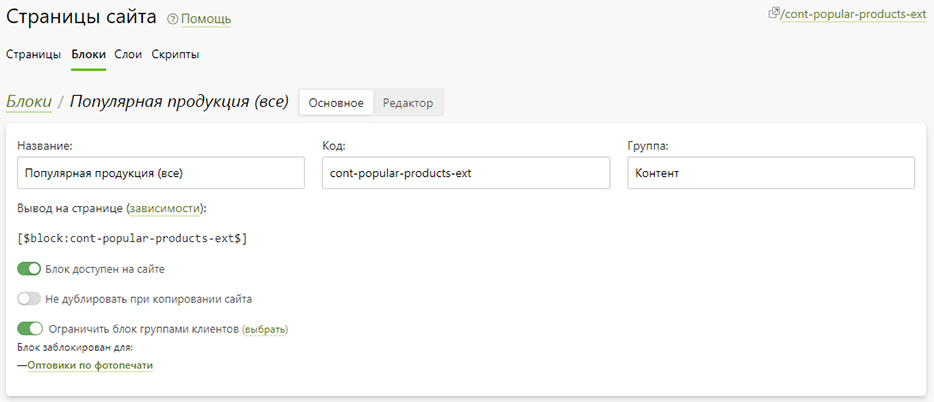 Страницы сайта Помощь /cont-popular-products-ext
Страницы Блоки Слои Скрипты
Блоки / Популярная продукция (все) Основное Редактор
Название: Код: Группа:
Популярная продукция (все) cont-popular-products-ext Контент
Вывод на странице (зависимости):
[$block:cont-popular-products-ext$]
Блок доступен на сайте
Не дублировать при копировании сайта
Ограничить блок группами клиентов (выбрать)
Блок заблокирован для:
—Оптовики по фотопечати